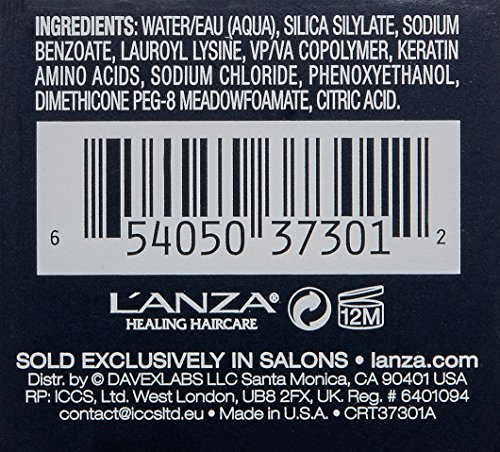 INGREDIENTS: WATER/EAU (AQUA), SILICA SILYLATE, SODIUM
BENZOATE, LAUROYL LYSINE, VP/VA COPOLYMER, KERATIN
AMINO ACIDS, SODIUM CHLORIDE, PHENOXYETHANOL,
DIMETHICONE PEG-8 MEADOWFOAMATE, CITRIC ACID.
6 54050 37301 2
L'ANZA®
HEALING HAIRCARE
12M
SOLD EXCLUSIVELY IN SALONS • lanza.com
Distr. by © DAVEXLABS LLC Santa Monica, CA 90401 USA
RP: ICCS, Ltd. West London, UB8 2FX, UK. Reg. # 6401094
contact@iccsltd.eu • Made in U.S.A. • CRT37301A